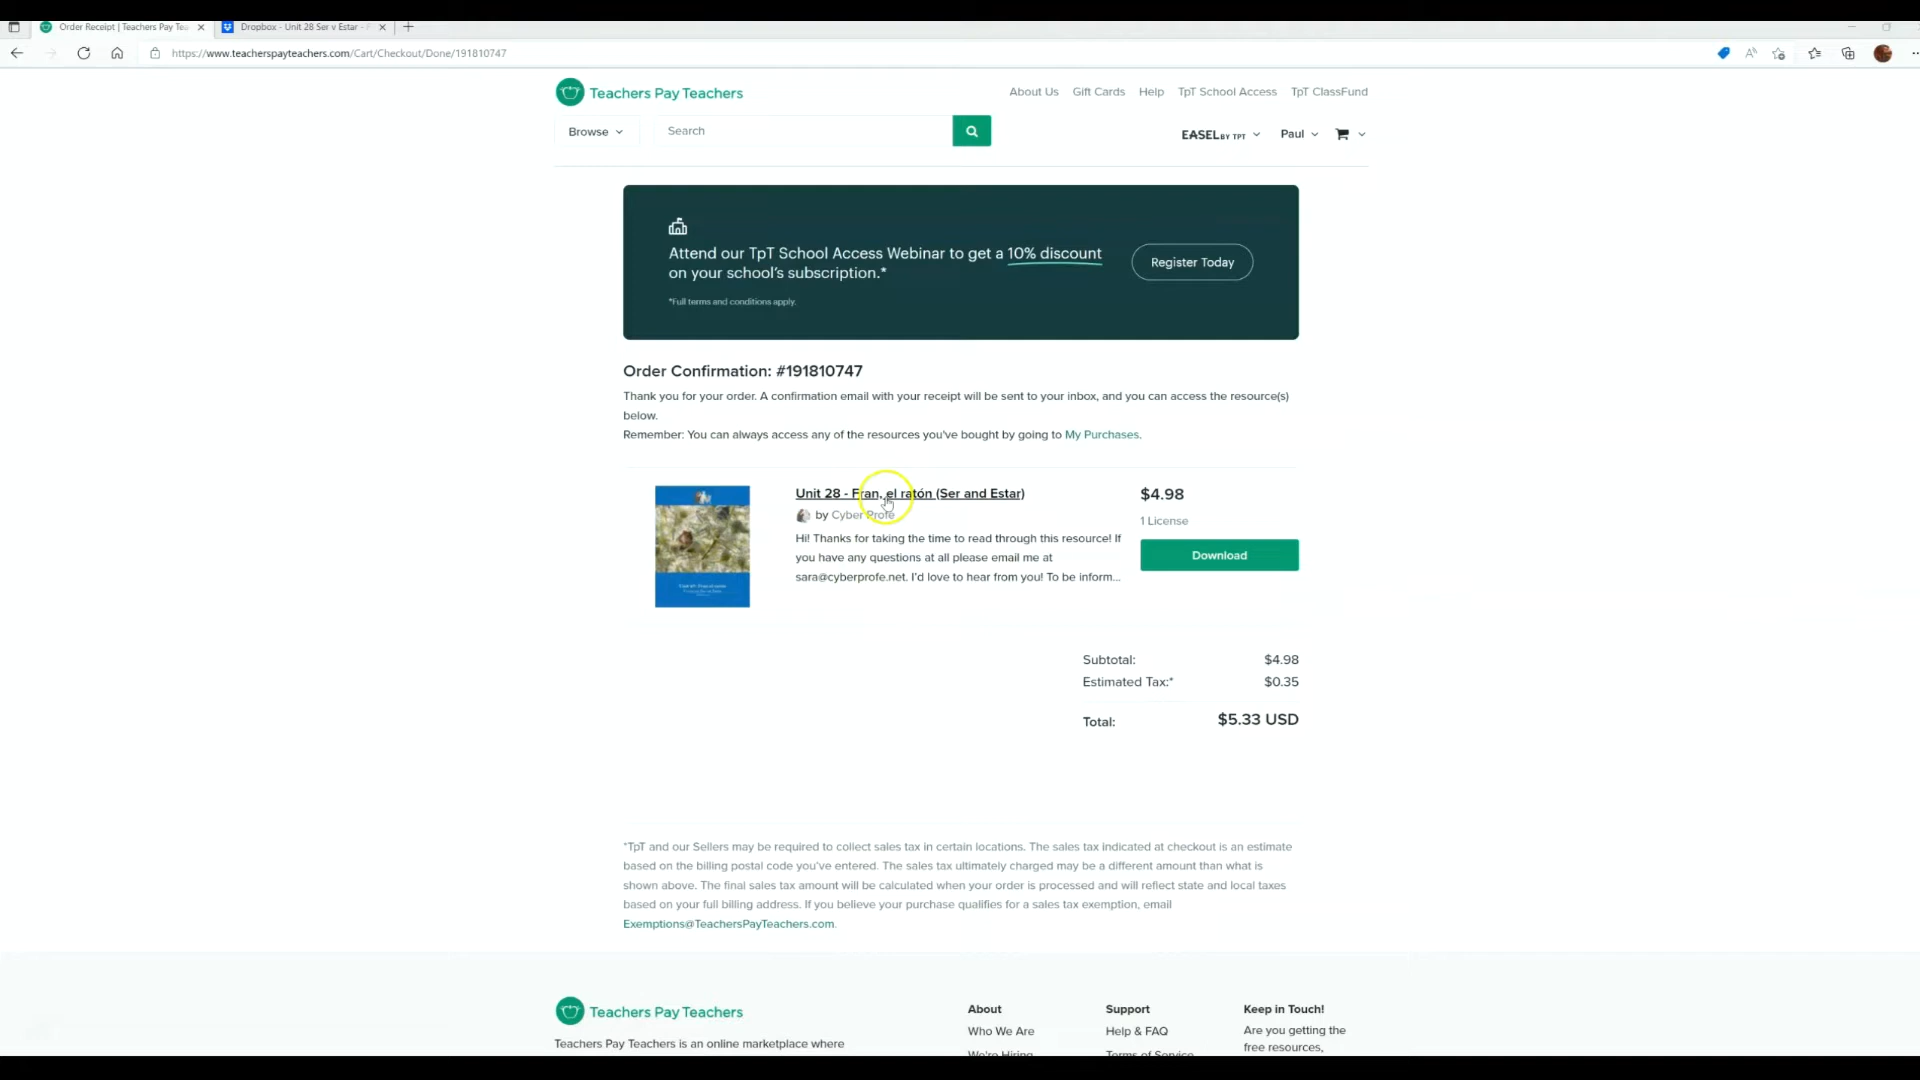 Order Receipt | Teachers Pay Tea
Dropbox - Unit 28 Ser v Estar -
https://www.teacherspayteachers.com/Cart/Checkout/Done/191810747
Teachers Pay Teachers
About Us Gift Cards Help TpT School Access TpT ClassFund
Browse Search EASEL BY TPT Paul
Attend our TpT School Access Webinar to get a 10% discount
on your school's subscription.*
Register Today
*Full terms and conditions apply.
Order Confirmation: #191810747
Thank you for your order. A confirmation email with your receipt will be sent to your inbox, and you can access the resource(s)
below.
Remember: You can always access any of the resources you've bought by going to My Purchases.
Unit 28 - Fran, el ratón (Ser and Estar)
by Cyber Profe
Hi! Thanks for taking the time to read through this resource! If
you have any questions at all please email me at
sara@cyberprofe.net. I'd love to hear from you! To be inform...
$4.98
1 License
Download
Subtotal: $4.98
Estimated Tax:* $0.35
Total: $5.33 USD
*TpT and our Sellers may be required to collect sales tax in certain locations. The sales tax indicated at checkout is an estimate
based on the billing postal code you've entered. The sales tax ultimately charged may be a different amount than what is
shown above. The final sales tax amount will be calculated when your order is processed and will reflect state and local taxes
based on your full billing address. If you believe your purchase qualifies for a sales tax exemption, email
Exemptions@TeachersPayTeachers.com.
Teachers Pay Teachers
Teachers Pay Teachers is an online marketplace where
About
Who We Are
We're Hiring
Support
Help & FAQ
Terms of Service
Keep in Touch!
Are you getting the
free resources,